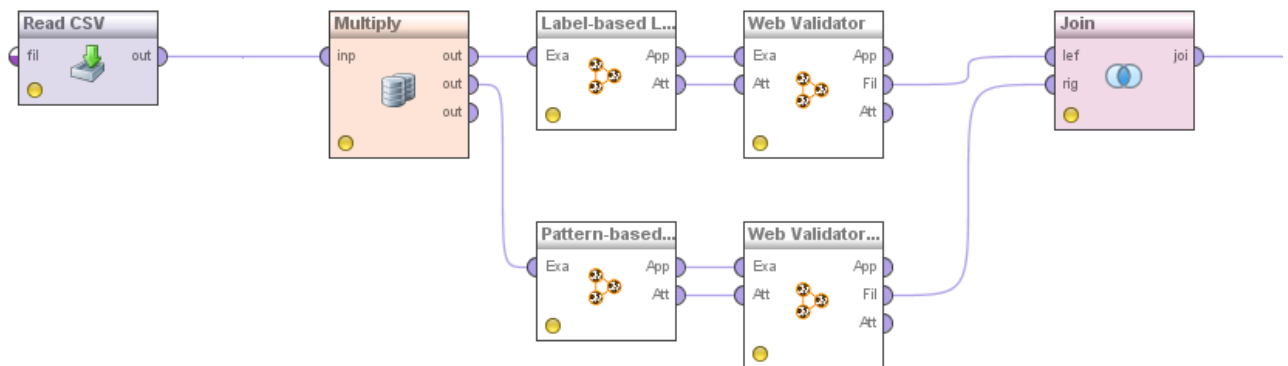 Read CSV
fil
out
Multiply
inp
out
out
out
Label-based L...
Exa
App
Att
Web Validator
Exa
Att
App
Fil
Att
Join
lef
rig
joi
Pattern-based...
Exa
App
Att
Web Validator...
Exa
Att
App
Fil
Att